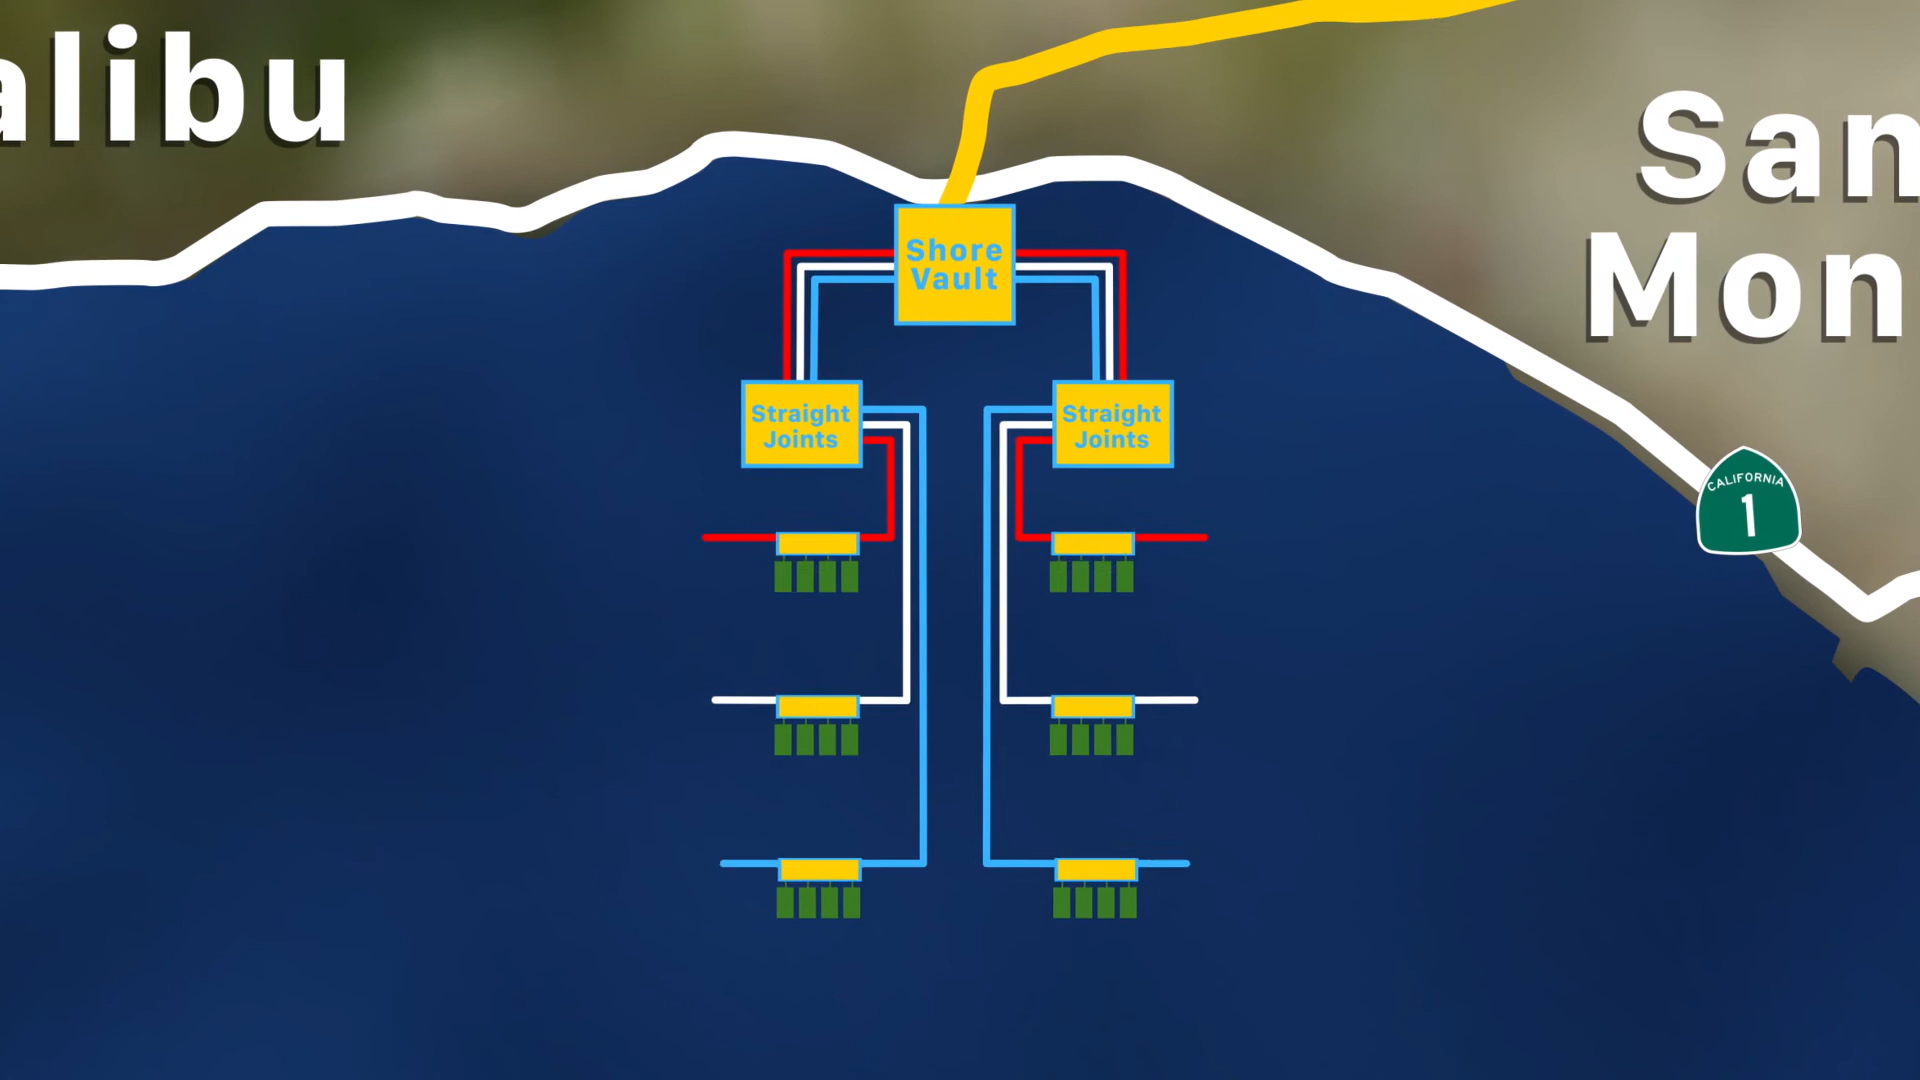 alibu
San
Mon
Shore
Vault
Straight
Joints
Straight
Joints
CALIFORNIA
1